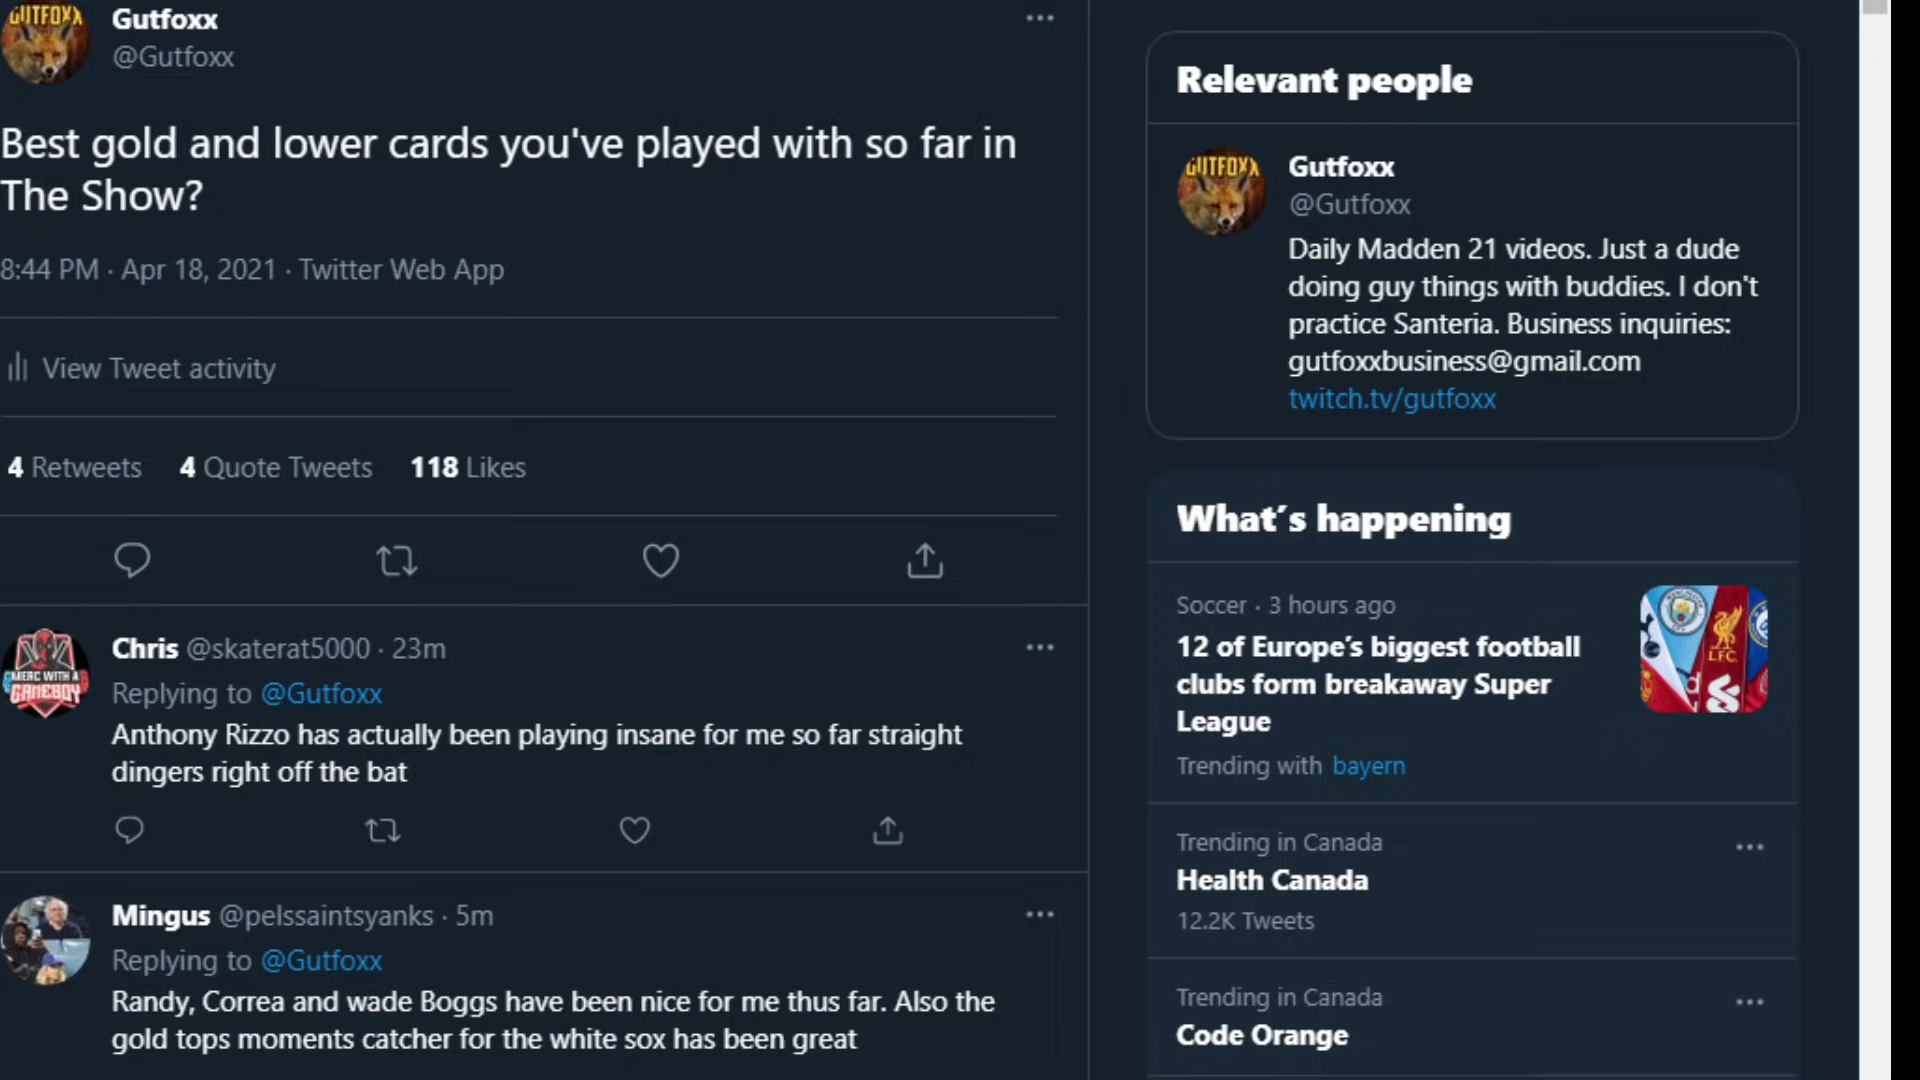 GUTFOXX
Gutfoxx
@Gutfoxx
Best gold and lower cards you've played with so far in
The Show?
8:44 PM · Apr 18, 2021 · Twitter Web App
View Tweet activity
4 Retweets 4 Quote Tweets 118 Likes
MERC WITH A
GAMEBOY
Chris @skaterat5000 · 23m
Replying to @Gutfoxx
Anthony Rizzo has actually been playing insane for me so far straight
dingers right off the bat
Mingus @pelssaintsyanks · 5m
Replying to @Gutfoxx
Randy, Correa and wade Boggs have been nice for me thus far. Also the
gold tops moments catcher for the white sox has been great
Relevant people
GUTFOXX
Gutfoxx
@Gutfoxx
Daily Madden 21 videos. Just a dude
doing guy things with buddies. I don't
practice Santeria. Business inquiries:
gutfoxxbusiness@gmail.com
twitch.tv/gutfoxx
What's happening
Soccer · 3 hours ago
12 of Europe's biggest football
clubs form breakaway Super
League
Trending with bayern
LFC
Trending in Canada
Health Canada
12.2K Tweets
Trending in Canada
Code Orange